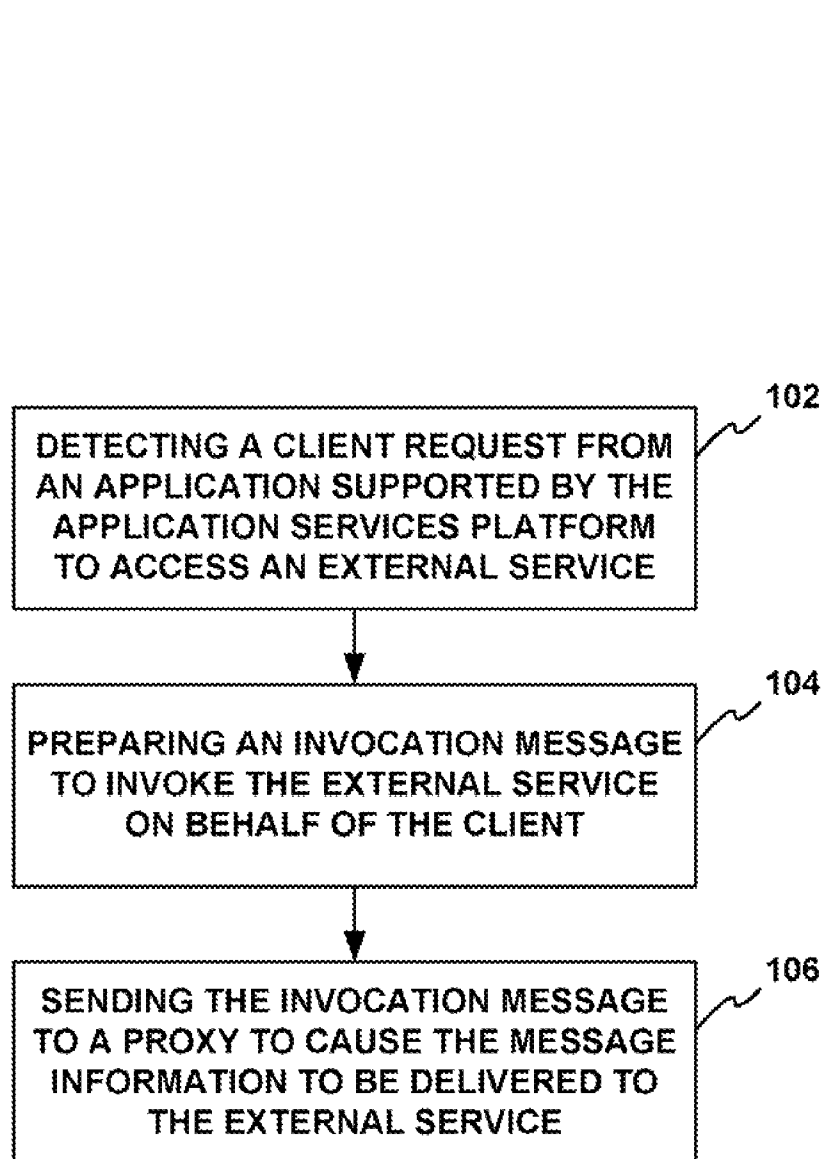 102
DETECTING A CLIENT REQUEST FROM
AN APPLICATION SUPPORTED BY THE
APPLICATION SERVICES PLATFORM
TO ACCESS AN EXTERNAL SERVICE
104
PREPARING AN INVOCATION MESSAGE
TO INVOKE THE EXTERNAL SERVICE
ON BEHALF OF THE CLIENT
106
SENDING THE INVOCATION MESSAGE
TO A PROXY TO CAUSE THE MESSAGE
INFORMATION TO BE DELIVERED TO
THE EXTERNAL SERVICE